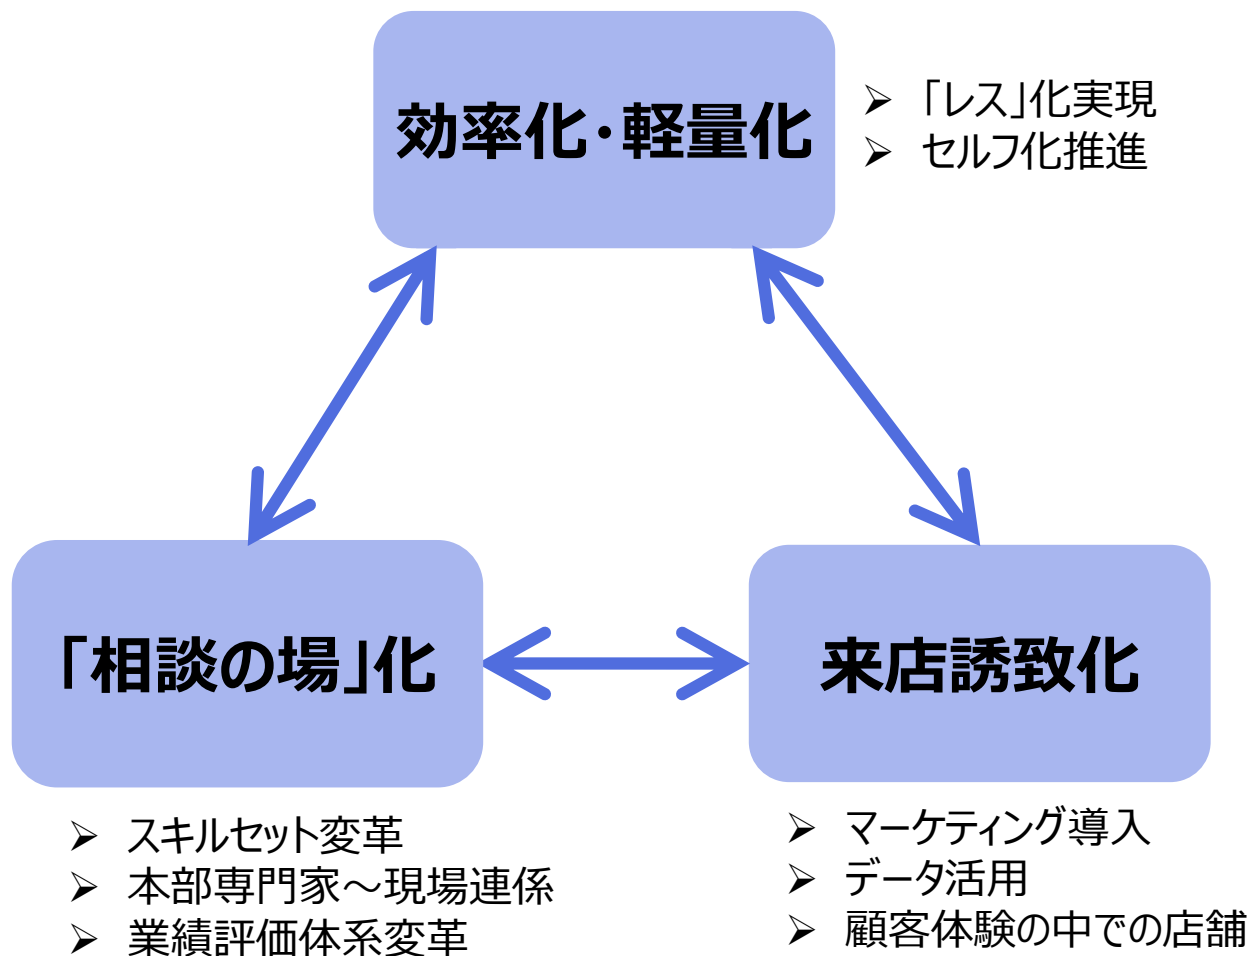 効率化・軽量化
➢ 「レス」化実現
➢ セルフ化推進
「相談の場」化
来店誘致化
➢ スキルセット変革
➢ 本部専門家～現場連係
➢ 業績評価体系変革
➢ マーケティング導入
➢ データ活用
➢ 顧客体験の中での店舗